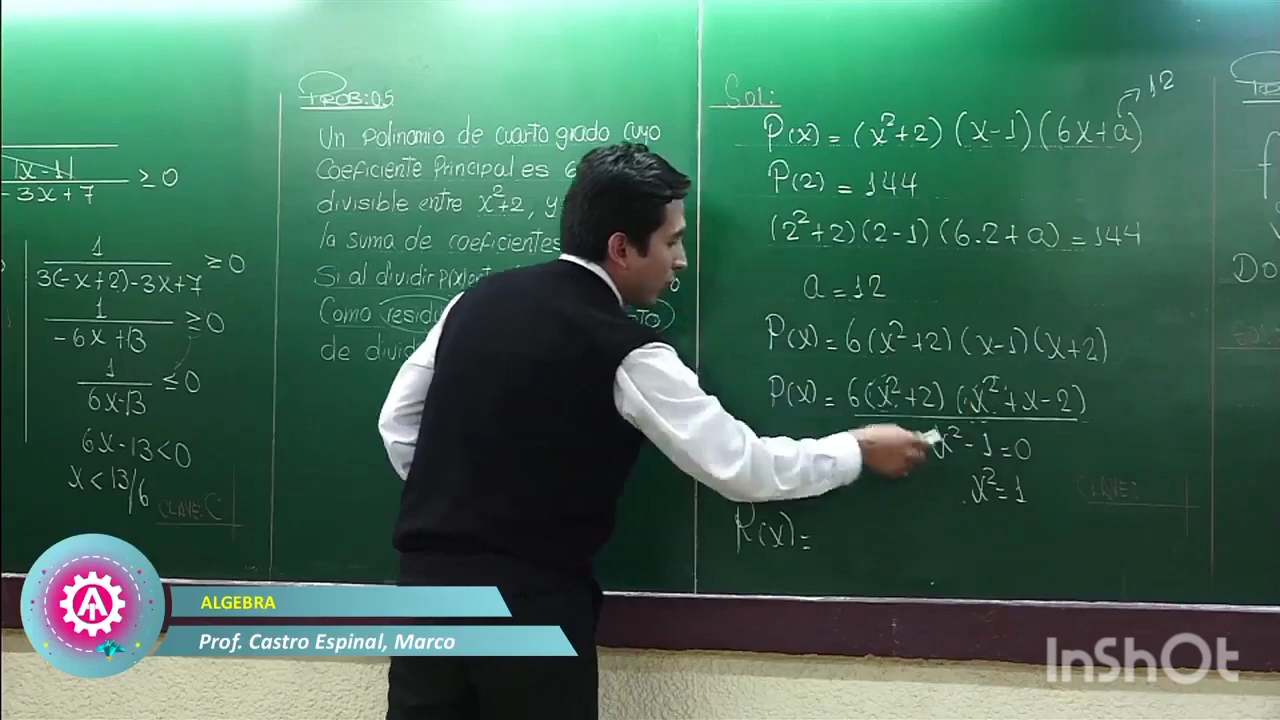 |x-1|
-3x+7 ≥ 0
1
3(-x+2)-3x+7 ≥ 0
1
-6x+13 ≥ 0
1
6x-13 ≤ 0
6x-13 < 0
x < 13/6
CLAVE: C
PROB: 05
Un polinomio de cuarto grado cuyo
Coeficiente Principal es 6
divisible entre x²+2, y
la suma de coeficientes
Si al dividir P(x)
Como
de
Sol:
P(x) = (x²+2) (x-1) (6x+a) 12
P(2) = 144
(2²+2) (2-1) (6.2+a) = 144
a = 12
P(x) = 6(x²+2) (x-1) (x+2)
P(x) = 6(x²+2) (x²+x-2)
x²-1=0
x²=1
CLAVE:
R(x) =
DO
ALGEBRA
Prof. Castro Espinal, Marco
InShOt